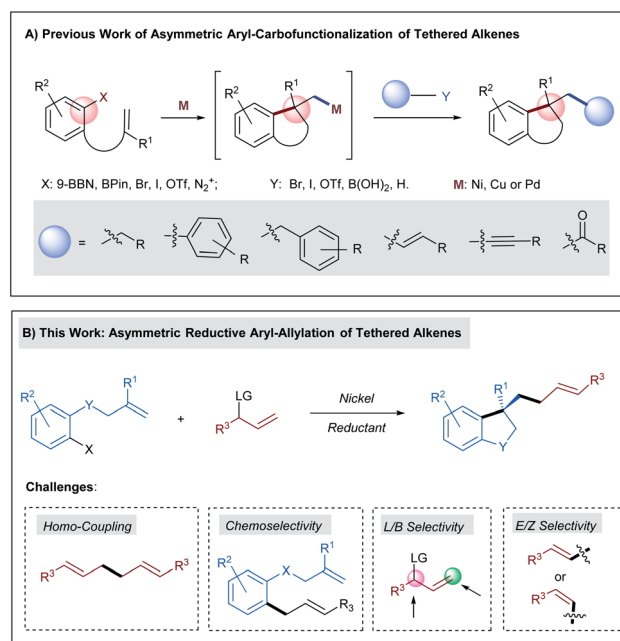 A) Previous Work of Asymmetric Aryl-Carbofunctionalization of Tethered Alkenes
R² X R¹ M R² R¹ M Y R² R¹
X: 9-BBN, BPin, Br, I, OTf, N₂⁺; Y: Br, I, OTf, B(OH)₂, H. M: Ni, Cu or Pd
= R R R R R O R
B) This Work: Asymmetric Reductive Aryl-Allylation of Tethered Alkenes
R² Y R¹ X + LG R³ Nickel Reductant R² R¹ Y R³
Challenges:
Homo-Coupling Chemoselectivity L/B Selectivity E/Z Selectivity
R³ R³
R² X R¹ R₃
LG R³
R³
or
R³